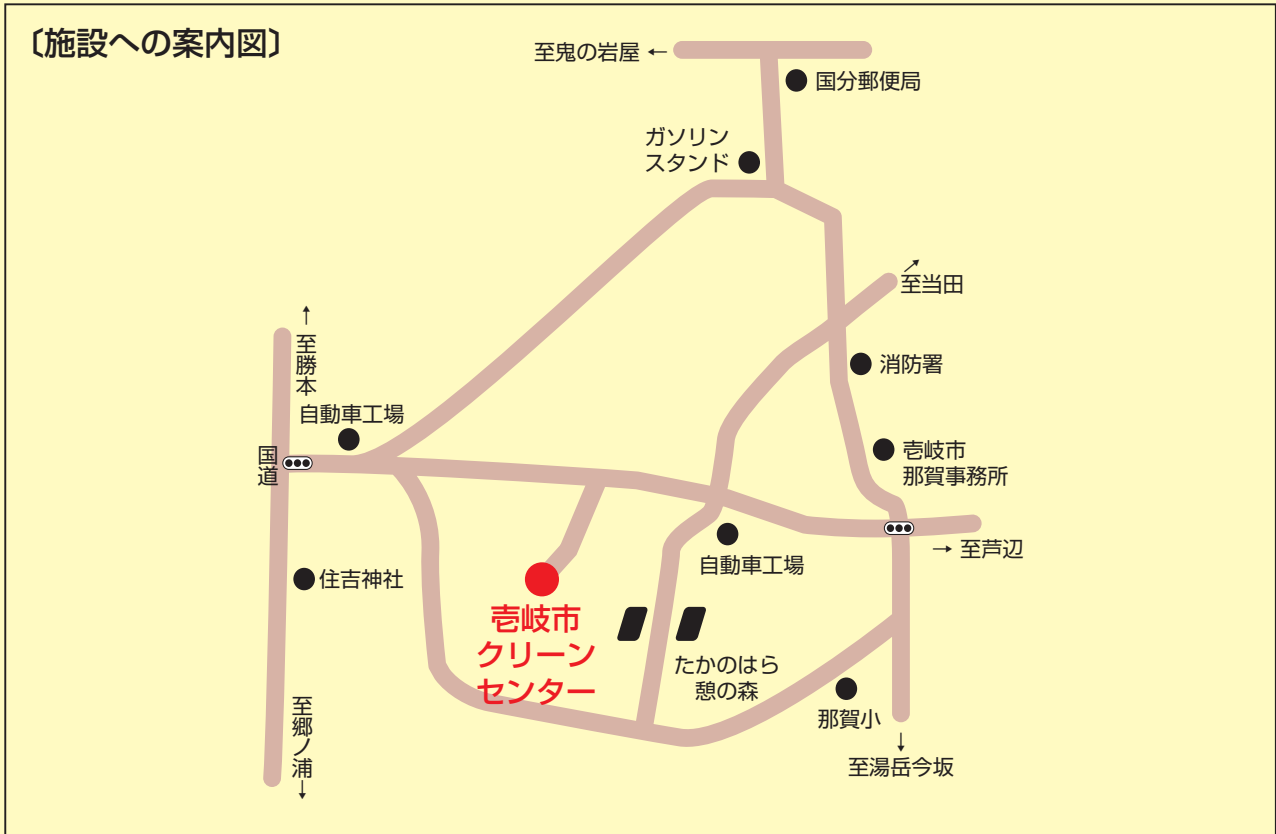 〔施設への案内図〕
至鬼の岩屋 ←
国分郵便局
ガソリン
スタンド
↗
至当田
↑
至勝本
消防署
自動車工場
国道
壱岐市
那賀事務所
→ 至芦辺
自動車工場
住吉神社
壱岐市
クリーン
センター
たかのはら
憩の森
那賀小
至郷ノ浦
↓
↓
至湯岳今坂